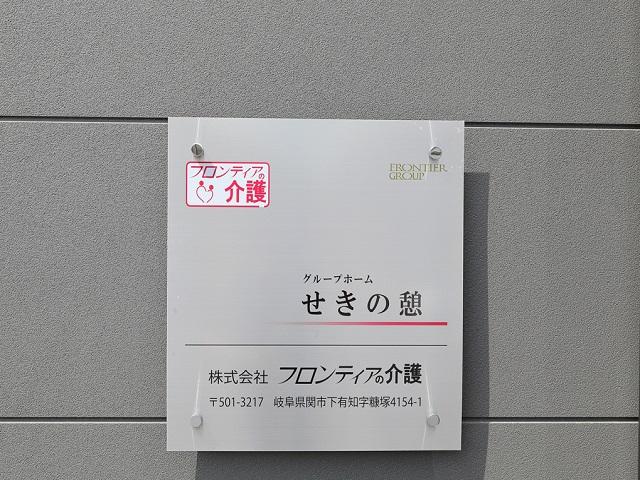 フロンティアの
介護
FRONTIER
GROUP
グループホーム
せきの憩
株式会社 フロンティアの介護
〒501-3217 岐阜県関市下有知字糠塚4154-1